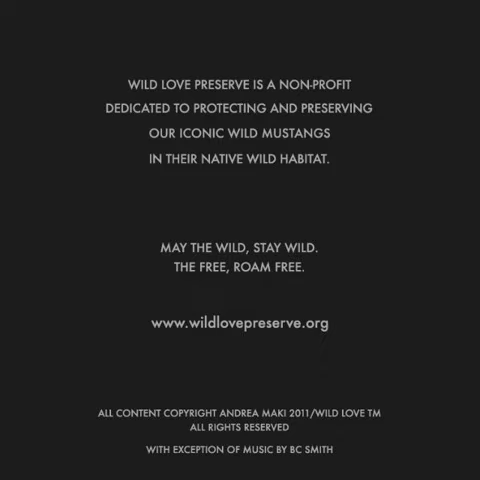 WILD LOVE PRESERVE IS A NON-PROFIT
DEDICATED TO PROTECTING AND PRESERVING
OUR ICONIC WILD MUSTANGS
IN THEIR NATIVE WILD HABITAT.
MAY THE WILD, STAY WILD.
THE FREE, ROAM FREE.
www.wildlovepreserve.org
ALL CONTENT COPYRIGHT ANDREA MAKI 2011/WILD LOVE TM
ALL RIGHTS RESERVED
WITH EXCEPTION OF MUSIC BY BC SMITH